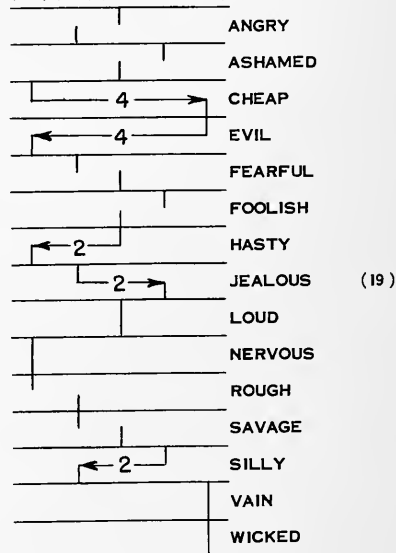 ANGRY
ASHAMED
4 CHEAP
4 EVIL
FEARFUL
FOOLISH
2 HASTY
2 JEALOUS (19)
LOUD
NERVOUS
ROUGH
SAVAGE
2 SILLY
VAIN
WICKED